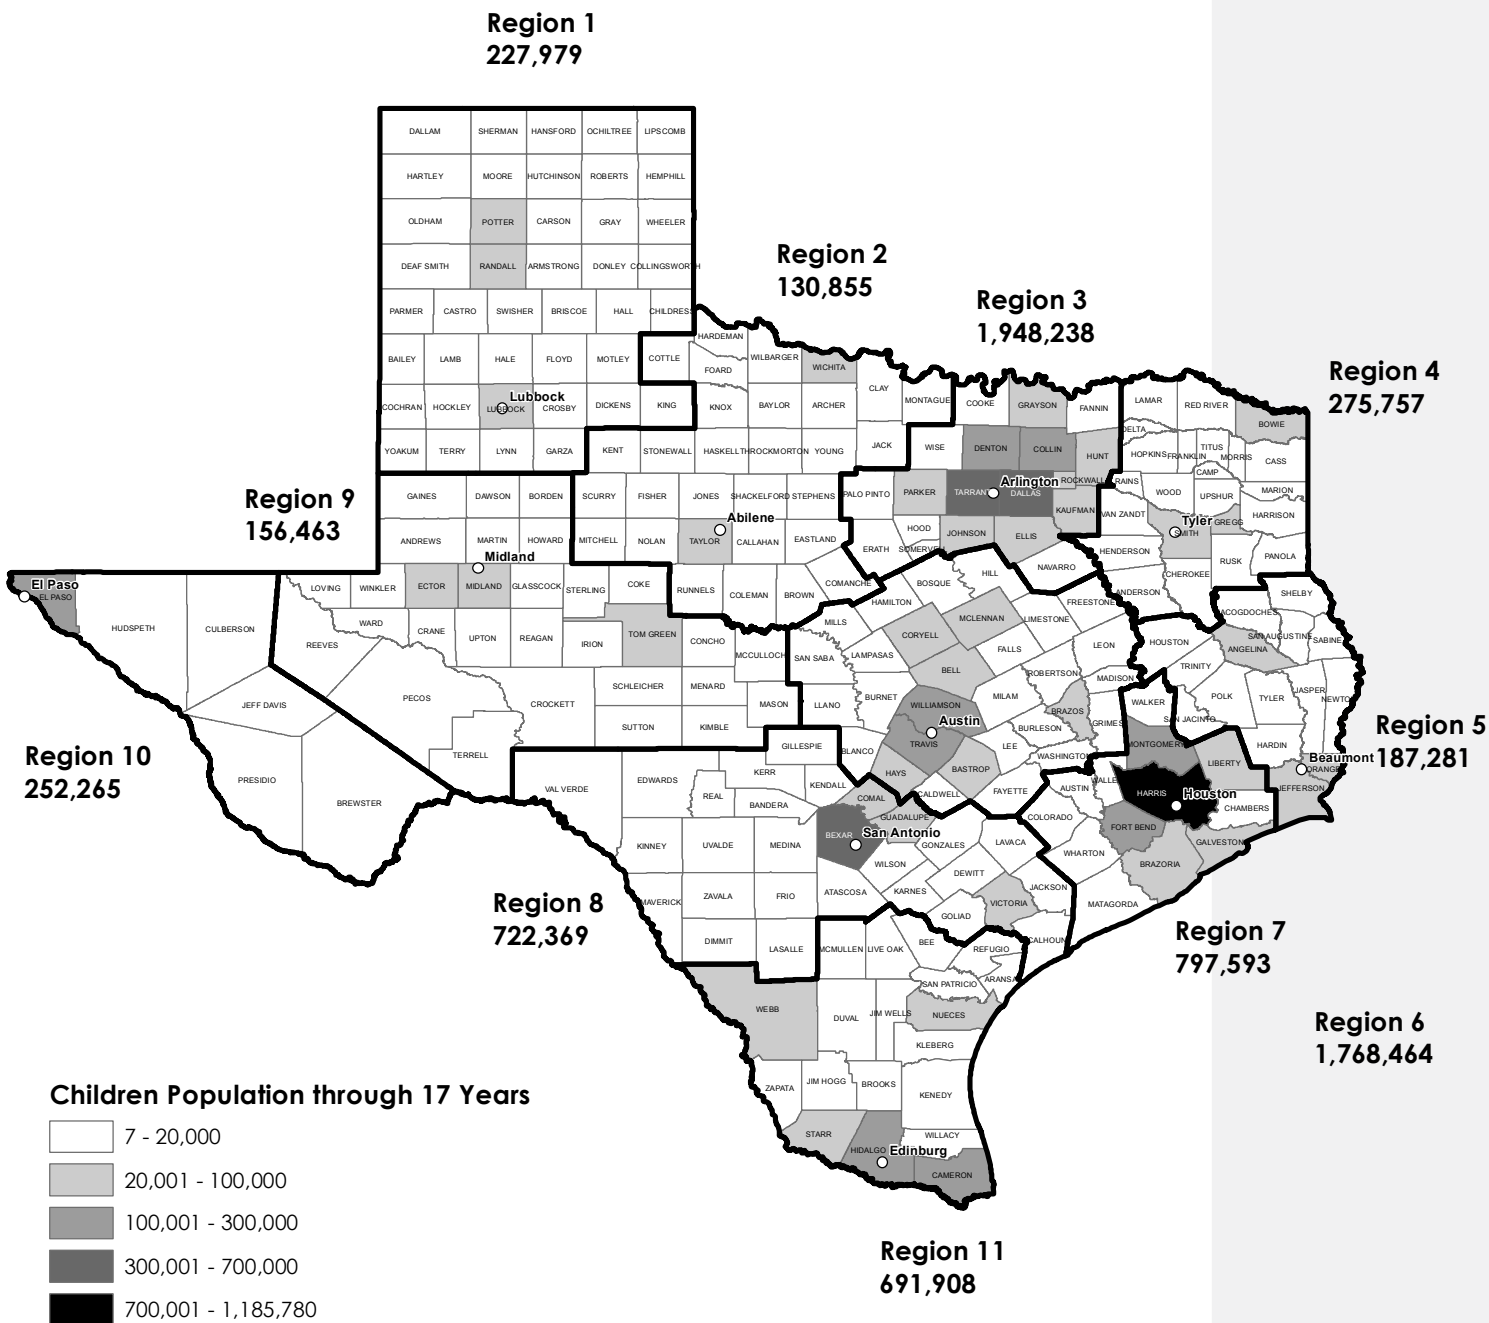 Region 1
227,979
DALLAM SHERMAN HANSFORD OCHILTREE LIPSCOMB
HARTLEY MOORE HUTCHINSON ROBERTS HEMPHILL
OLDHAM POTTER CARSON GRAY WHEELER
DEAF SMITH RANDALL ARMSTRONG DONLEY COLLINGSWORTH
PARMER CASTRO SWISHER BRISCOE HALL CHILDRESS
BAILEY LAMB HALE FLOYD MOTLEY COTTLE
COCHRAN HOCKLEY LUBBOCK CROSBY DICKENS KING
Lubbock
YOAKUM TERRY LYNN GARZA KENT STONEWALL HASKELL THROCKMORTON YOUNG JACK
Region 2
130,855
HARDEMAN
FOARD WILBARGER WICHITA
CLAY MONTAGUE
KNOX BAYLOR ARCHER
Region 3
1,948,238
COOKE GRAYSON FANNIN
WISE DENTON COLLIN HUNT
PALO PINTO PARKER TARRANT DALLAS ROCKWALL
Arlington
KAUFMAN
HOOD JOHNSON ELLIS
ERATH SOMERVELL NAVARRO
Region 4
275,757
LAMAR RED RIVER BOWIE
DELTA
HOPKINS FRANKLIN TITUS MORRIS CASS
CAMP
RAINS WOOD UPSHUR MARION
VAN ZANDT Tyler SMITH GREGG HARRISON
HENDERSON RUSK PANOLA
CHEROKEE
ANDERSON
Region 9
156,463
GAINES DAWSON BORDEN SCURRY FISHER JONES SHACKELFORD STEPHENS
ANDREWS MARTIN HOWARD MITCHELL NOLAN TAYLOR CALLAHAN EASTLAND
Abilene
Midland
LOVING WINKLER ECTOR MIDLAND GLASSCOCK STERLING COKE RUNNELS COLEMAN BROWN COMANCHE
WARD CRANE UPTON REAGAN IRION TOM GREEN CONCHO MCCULLOCH
REEVES
PECOS CROCKETT SCHLEICHER MENARD MASON
SUTTON KIMBLE
TERRELL
El Paso
EL PASO
HUDSPETH CULBERSON
JEFF DAVIS
PRESIDIO BREWSTER
Region 10
252,265
BOSQUE HILL FREESTONE
HAMILTON MCLENNAN LIMESTONE
MILLS CORYELL FALLS LEON
SAN SABA LAMPASAS BELL ROBERTSON MADISON
LLANO BURNET WILLIAMSON MILAM BRAZOS GRIMES
Austin
BLANCO TRAVIS LEE BURLESON WASHINGTON
HAYS BASTROP
CALDWELL FAYETTE
HOUSTON NACOGDOCHES SHELBY
ANGELINA SAN AUGUSTINE SABINE
TRINITY
POLK TYLER JASPER NEWTON
WALKER SAN JACINTO
HARDIN
Beaumont
ORANGE
JEFFERSON
Region 5
187,281
MONTGOMERY LIBERTY
WALLER HARRIS Houston
AUSTIN CHAMBERS
COLORADO FORT BEND GALVESTON
WHARTON BRAZORIA
MATAGORDA
GILLESPIE
EDWARDS KERR KENDALL
VAL VERDE REAL BANDERA COMAL GUADALUPE
BEXAR San Antonio
KINNEY UVALDE MEDINA WILSON GONZALES LAVACA
DEWITT
MAVERICK ZAVALA FRIO ATASCOSA KARNES VICTORIA JACKSON
GOLIAD
DIMMIT LASALLE CALHOUN
Region 8
722,369
Region 7
797,593
Region 6
1,768,464
MCMULLEN LIVE OAK BEE REFUGIO
SAN PATRICIO ARANSAS
WEBB DUVAL JIM WELLS NUECES
KLEBERG
ZAPATA JIM HOGG BROOKS KENEDY
STARR HIDALGO WILLACY
Edinburg
CAMERON
Region 11
691,908
Children Population through 17 Years
7 - 20,000
20,001 - 100,000
100,001 - 300,000
300,001 - 700,000
700,001 - 1,185,780